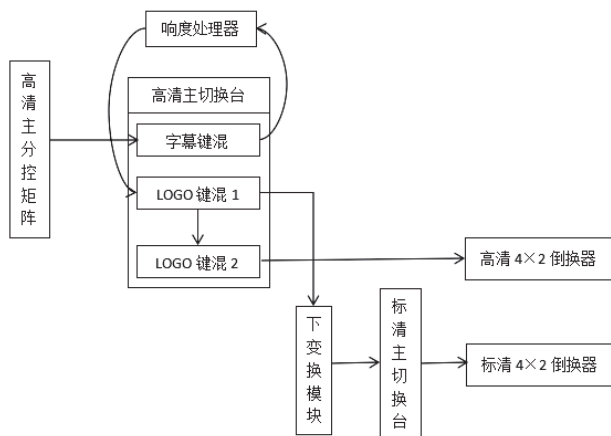 响度处理器
高清主分控矩阵
高清主切换台
字幕键混
LOGO 键混 1
LOGO 键混 2
高清 4×2 倒换器
下变换模块
标清主切换台
标清 4×2 倒换器